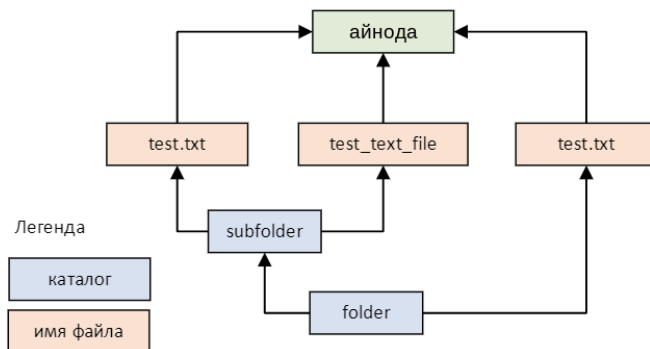 айнода
test.txt
test_text_file
test.txt
subfolder
folder
Легенда
каталог
имя файла